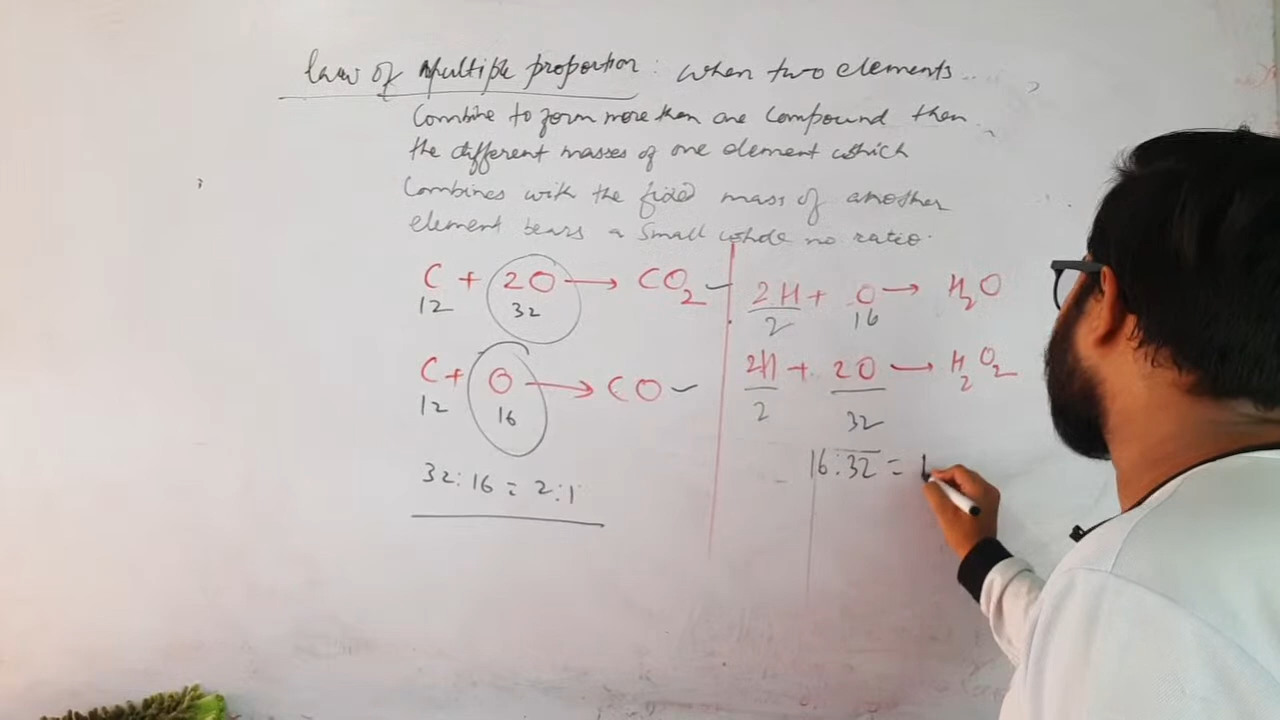 law of Multiple proportion : when two elements..
Combine to form more than one compound then
the different masses of one element which
Combines with the fixed mass of another
element bears a small whole no ratio.
C + 2O → CO2
12 32
C + O → CO
12 16
32:16 = 2:1
2H + O → H2O
2 16
2H + 2O → H2O2
2 32
16:32 = 1